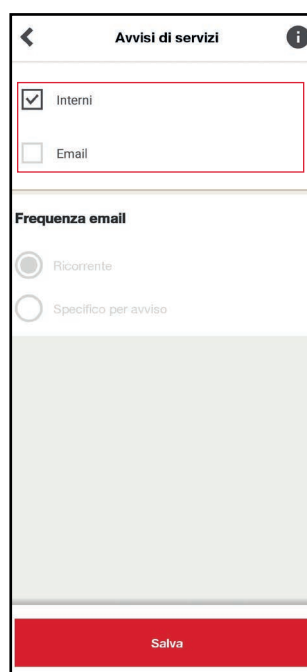 Avvisi di servizi
Interni
Email
Frequenza email
Ricorrente
Specifico per avviso
Salva